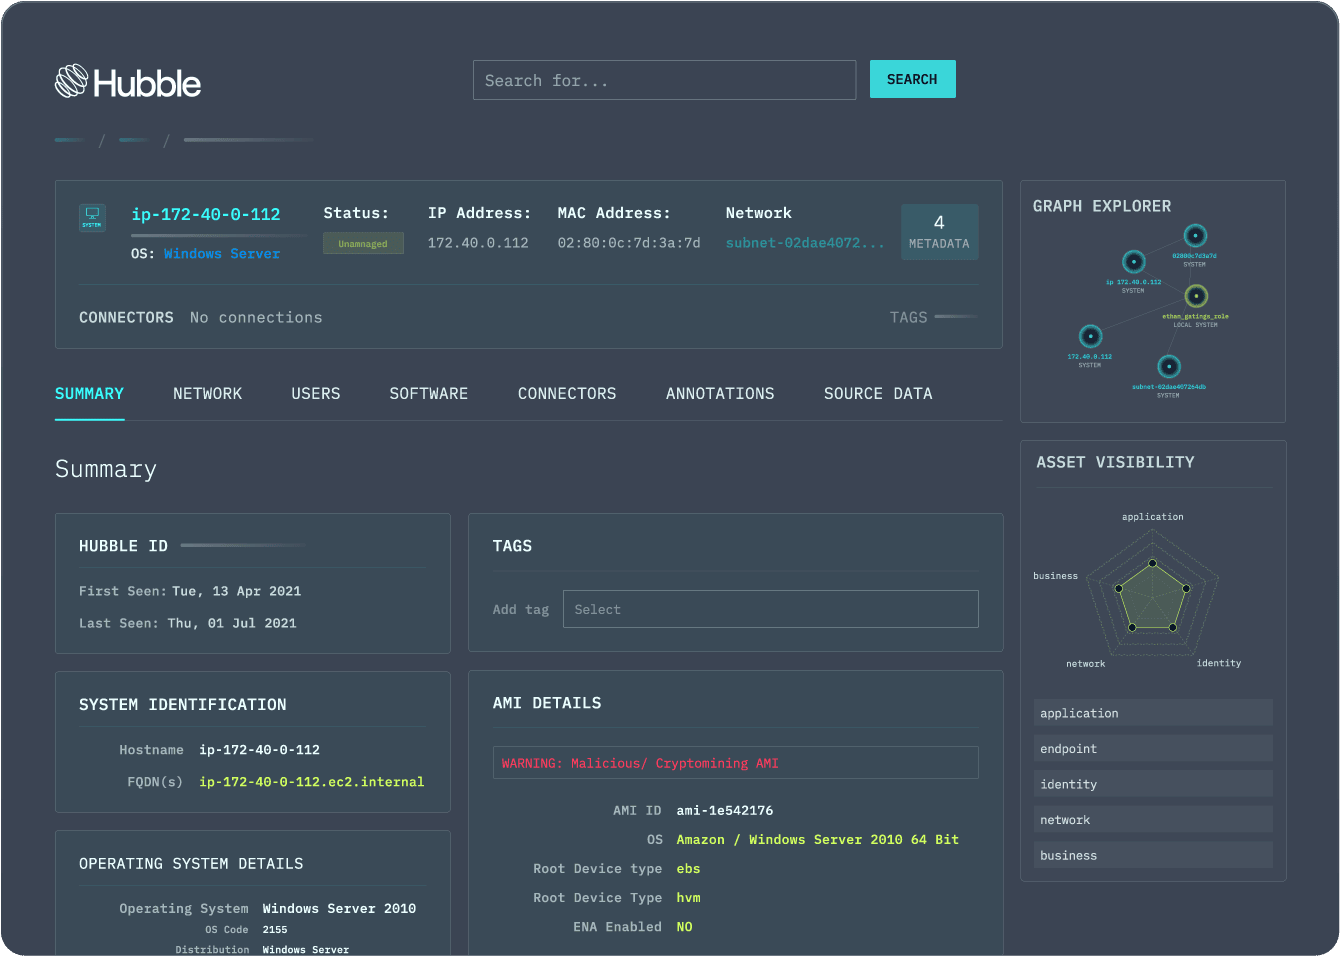 Hubble
Search for...
SEARCH
/ /
SYSTEM
ip-172-40-0-112
OS: Windows Server
Status:
Unamnaged
IP Address:
172.40.0.112
MAC Address:
02:80:0c:7d:3a:7d
Network
subnet-02dae4072...
4
METADATA
CONNECTORS No connections
TAGS
SUMMARY NETWORK USERS SOFTWARE CONNECTORS ANNOTATIONS SOURCE DATA
Summary
HUBBLE ID
First Seen: Tue, 13 Apr 2021
Last Seen: Thu, 01 Jul 2021
SYSTEM IDENTIFICATION
Hostname ip-172-40-0-112
FQDN(s) ip-172-40-0-112.ec2.internal
OPERATING SYSTEM DETAILS
Operating System Windows Server 2010
OS Code 2155
Distribution Windows Server
TAGS
Add tag Select
AMI DETAILS
WARNING: Malicious/ Cryptomining AMI
AMI ID ami-1e542176
OS Amazon / Windows Server 2010 64 Bit
Root Device type ebs
Root Device Type hvm
ENA Enabled NO
GRAPH EXPLORER
02800c7d3a7d
SYSTEM
ip 172.40.0.112
SYSTEM
ethan_gatings_role
LOCAL SYSTEM
172.40.0.112
SYSTEM
subnet-02dae407264db
SYSTEM
ASSET VISIBILITY
application
business
network
identity
application
endpoint
identity
network
business